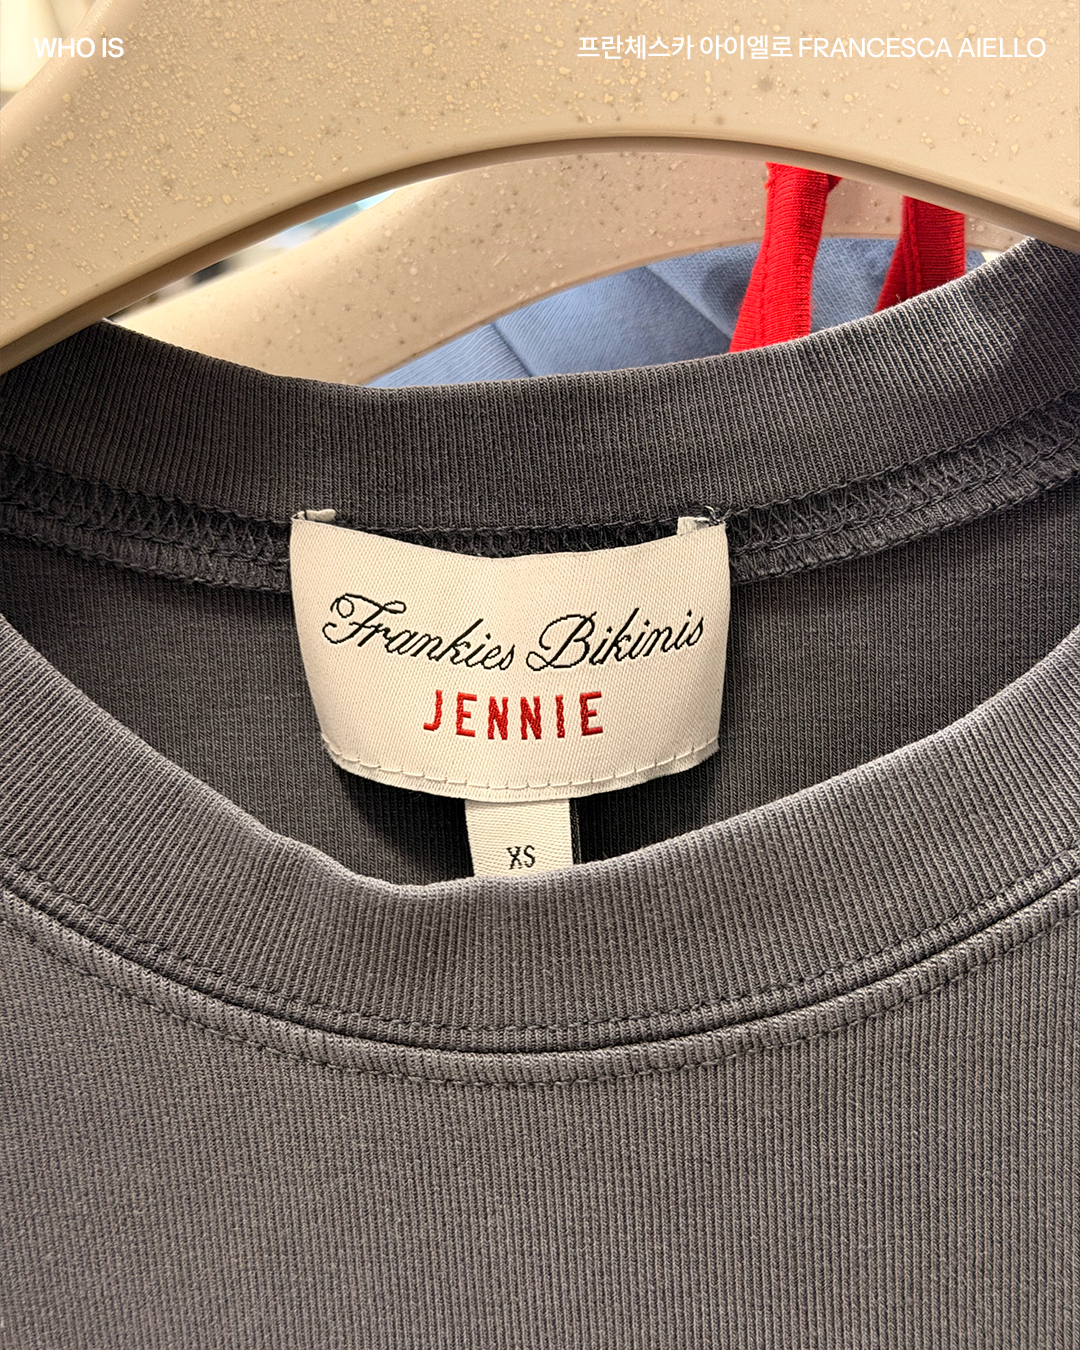 WHO IS
프란체스카 아이엘로 FRANCESCA AIELLO
Frankies Bikinis
JENNIE
XS